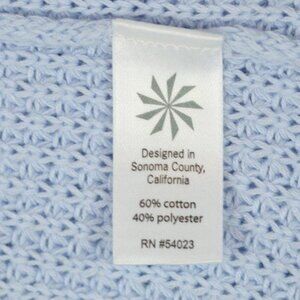 Designed in
Sonoma County,
California
60% cotton
40% polyester
RN #54023